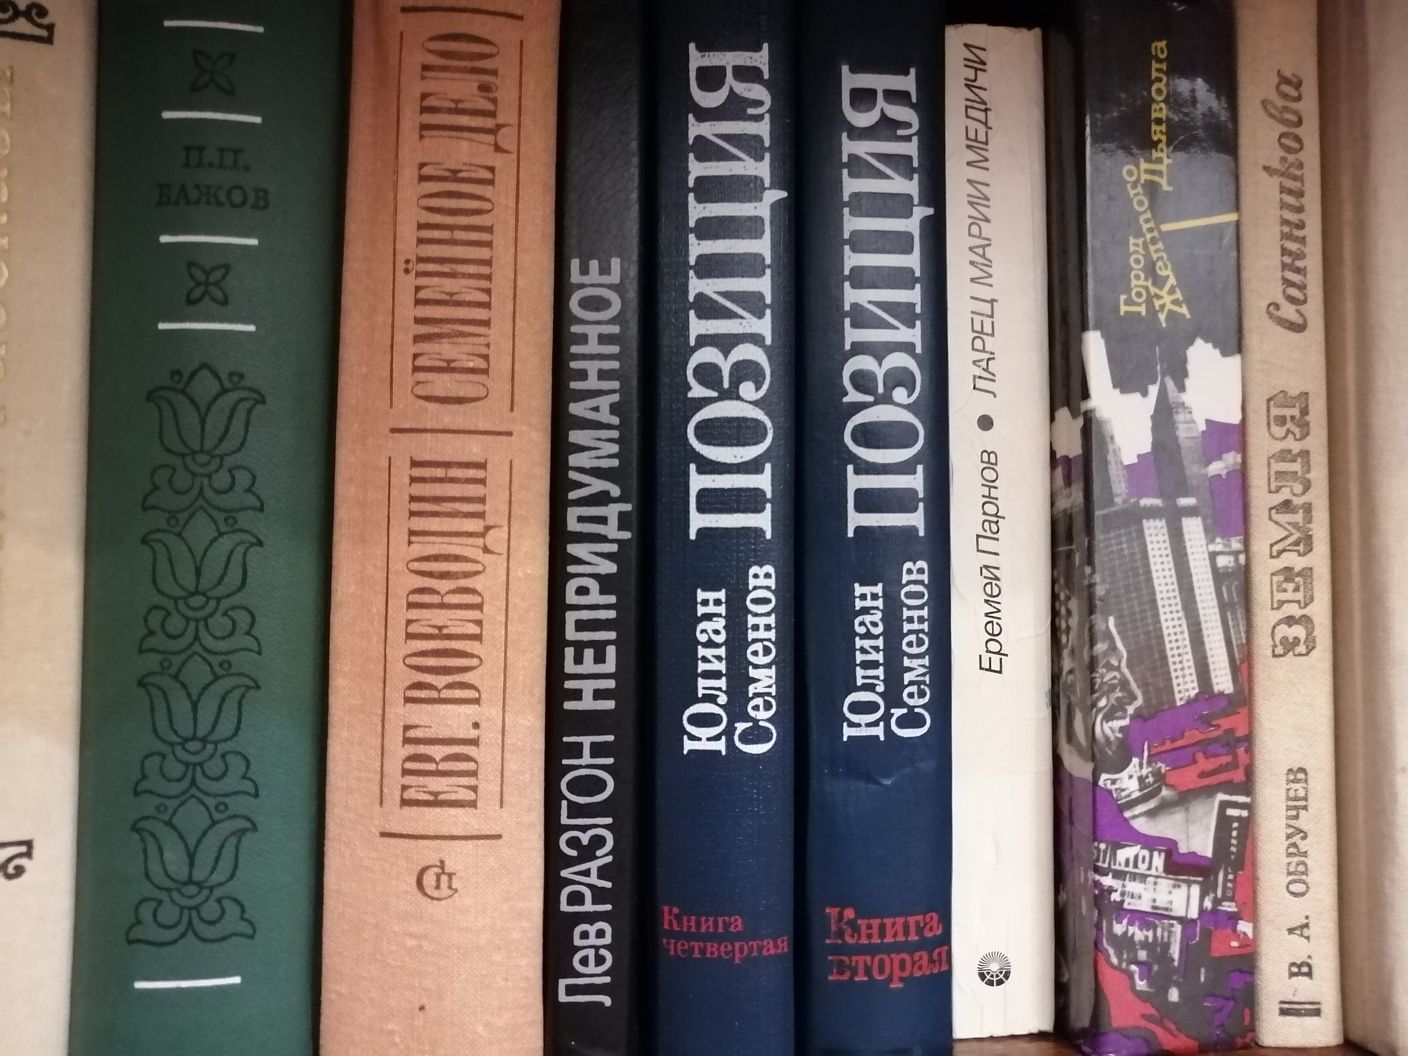 П.П.
БАЖОВ
ЕВГ. ВОЕВОДИН СЕМЕЙНОЕ ДЕЛО
Лев РАЗГОН НЕПРИДУМАННОЕ
Юлиан
Семенов
ПОЗИЦИЯ
Книга
четвертая
Юлиан
Семенов
ПОЗИЦИЯ
Книга
вторая
Еремей Парнов • ЛАРЕЦ МАРИИ МЕДИЧИ
Город
Желтого
Дьявола
В. А. ОБРУЧЕВ ЗЕМЛЯ Санникова